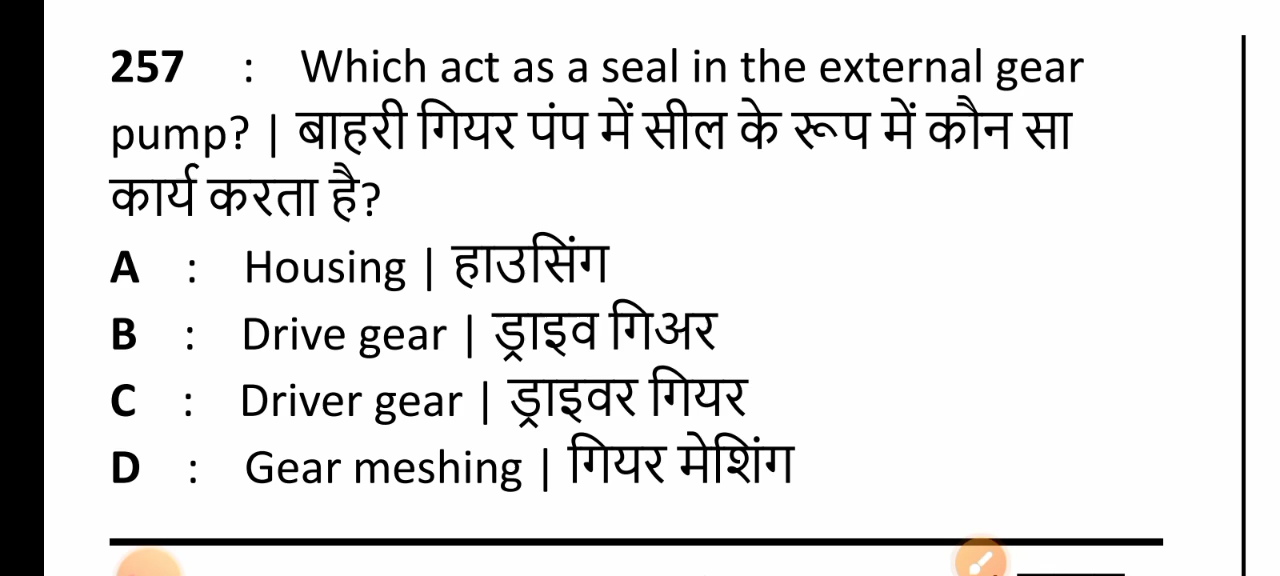 257 : Which act as a seal in the external gear
pump? | बाहरी गियर पंप में सील के रूप में कौन सा
कार्य करता है?
A : Housing | हाउसिंग
B : Drive gear | ड्राइव गिअर
C : Driver gear | ड्राइवर गियर
D : Gear meshing | गियर मेशिंग